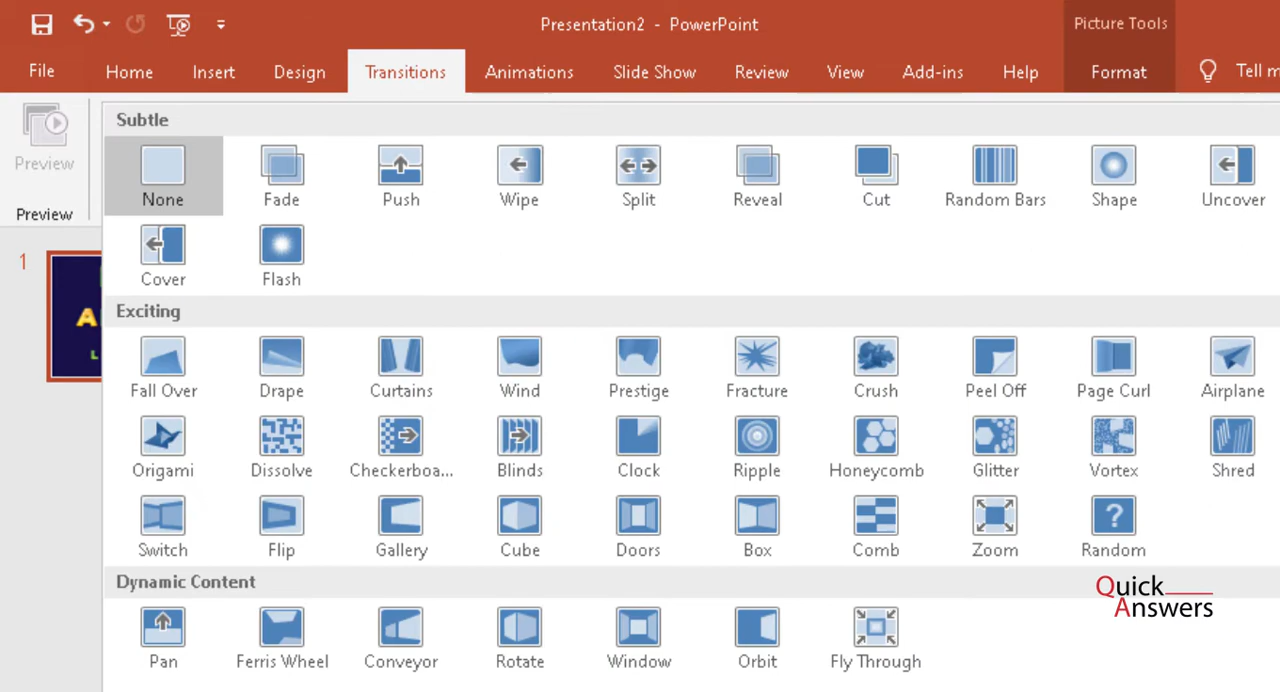 Presentation2 - PowerPoint
Picture Tools
File Home Insert Design Transitions Animations Slide Show Review View Add-ins Help Format Tell m
Preview
Preview
Subtle
None Fade Push Wipe Split Reveal Cut Random Bars Shape Uncover
Cover Flash
Exciting
Fall Over Drape Curtains Wind Prestige Fracture Crush Peel Off Page Curl Airplane
Origami Dissolve Checkerboa... Blinds Clock Ripple Honeycomb Glitter Vortex Shred
Switch Flip Gallery Cube Doors Box Comb Zoom Random
?
Dynamic Content
Pan Ferris Wheel Conveyor Rotate Window Orbit Fly Through
1
A
L
Quick
Answers